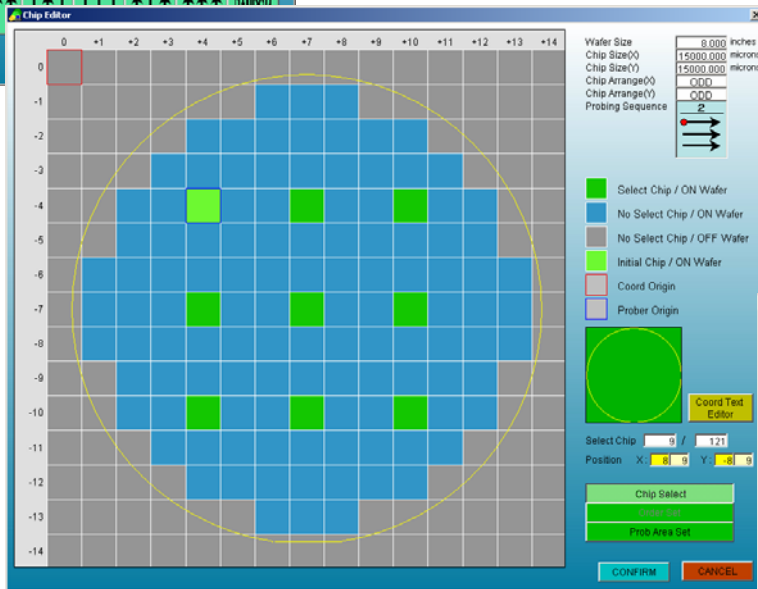 Chip Editor
0 +1 +2 +3 +4 +5 +6 +7 +8 +9 +10 +11 +12 +13 +14
0
-1
-2
-3
-4
-5
-6
-7
-8
-9
-10
-11
-12
-13
-14
Wafer Size 8.000 inches
Chip Size(X) 15000.000 microns
Chip Size(Y) 15000.000 microns
Chip Arrange(X) ODD
Chip Arrange(Y) ODD
Probing Sequence 2
Select Chip / ON Wafer
No Select Chip / ON Wafer
No Select Chip / OFF Wafer
Initial Chip / ON Wafer
Coord Origin
Prober Origin
Coord Text
Editor
Select Chip 9 / 121
Position X: 8 9 Y: -8 9
Chip Select
Order Set
Prob Area Set
CONFIRM CANCEL